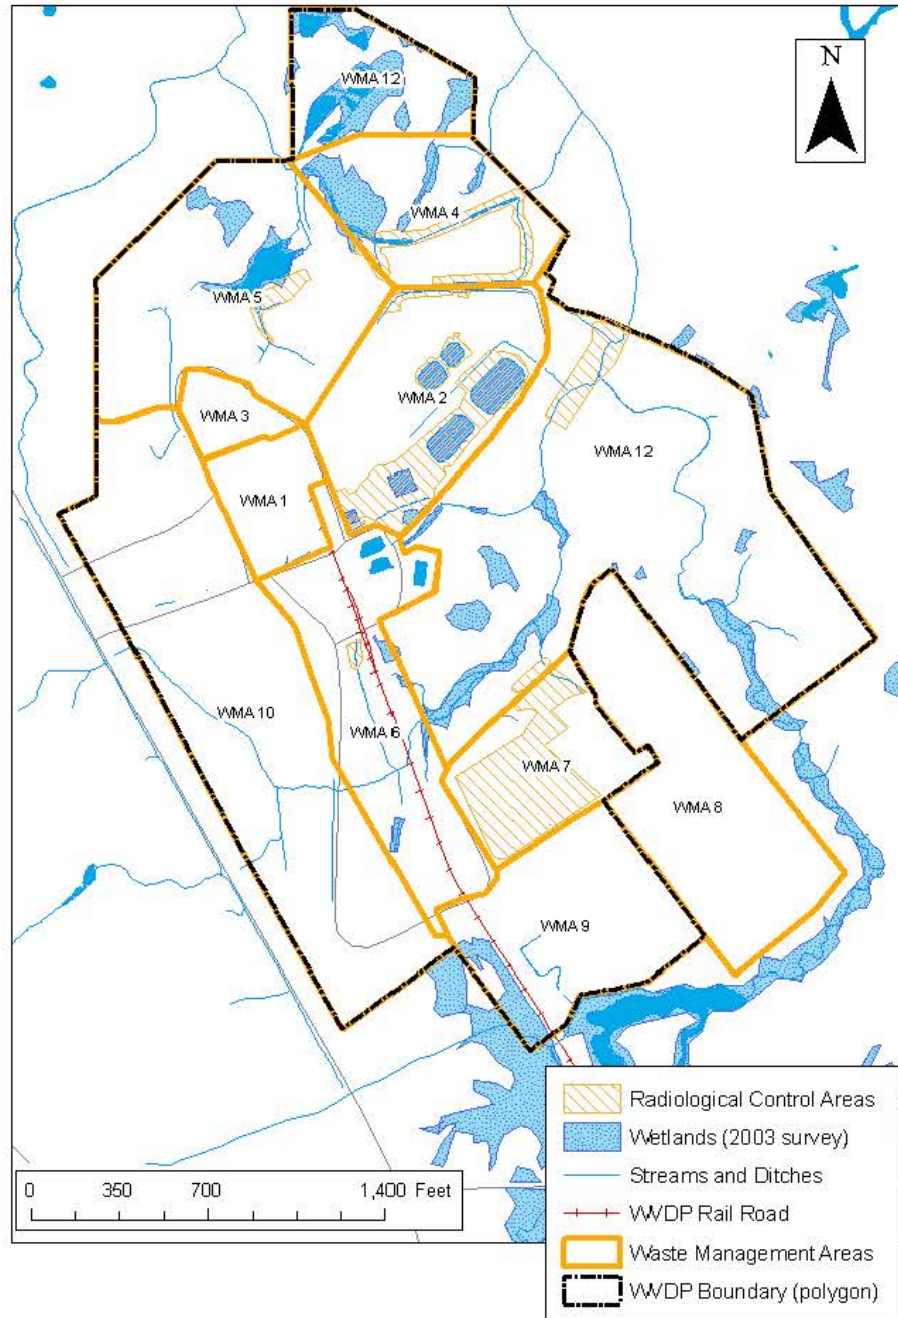 N
WMA 12
WMA 4
WMA 5
WMA 2
WMA 3
WMA 12
WMA 1
WMA 10
WMA 6
WMA 7
WMA 8
WMA 9
Radiological Control Areas
Wetlands (2003 survey)
Streams and Ditches
WVDP Rail Road
Waste Management Areas
WVDP Boundary (polygon)
0 350 700 1,400 Feet